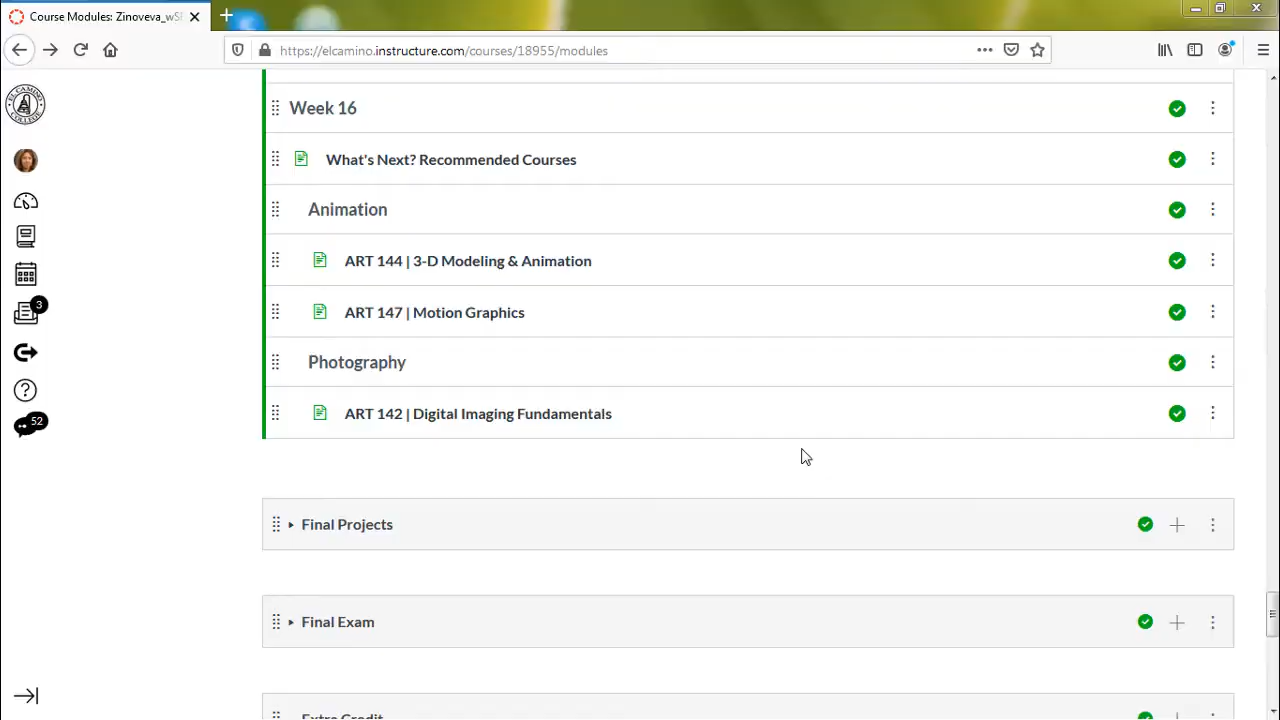 Course Modules: Zinoveva_wS
https://elcamino.instructure.com/courses/18955/modules
Week 16
What's Next? Recommended Courses
Animation
ART 144 | 3-D Modeling & Animation
3
ART 147 | Motion Graphics
Photography
52
ART 142 | Digital Imaging Fundamentals
Final Projects
Final Exam
Extra Credit